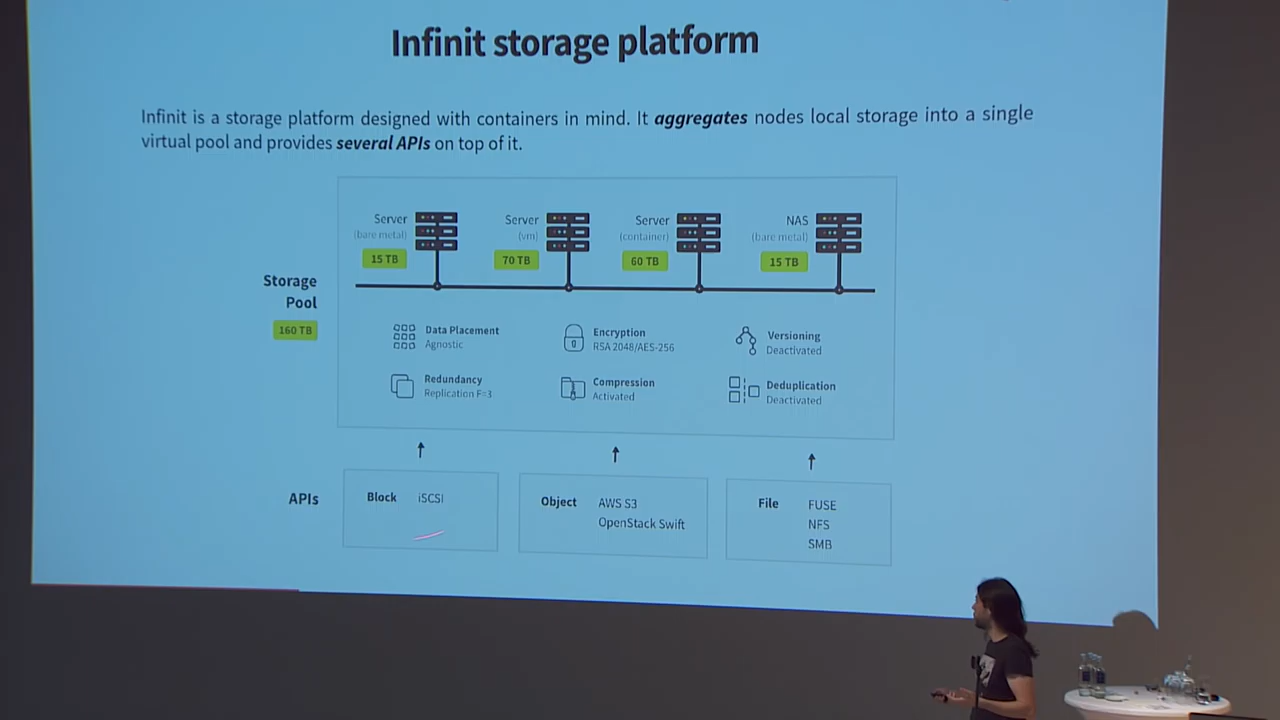 Infinit storage platform
Infinit is a storage platform designed with containers in mind. It aggregates nodes local storage into a single
virtual pool and provides several APIs on top of it.
Server
(bare metal)
15 TB
Server
(vm)
70 TB
Server
(container)
60 TB
NAS
(bare metal)
15 TB
Storage
Pool
160 TB
Data Placement
Agnostic
Encryption
RSA 2048/AES-256
Versioning
Deactivated
Redundancy
Replication F=3
Compression
Activated
Deduplication
Deactivated
APIs
Block iSCSI
Object AWS S3
OpenStack Swift
File FUSE
NFS
SMB